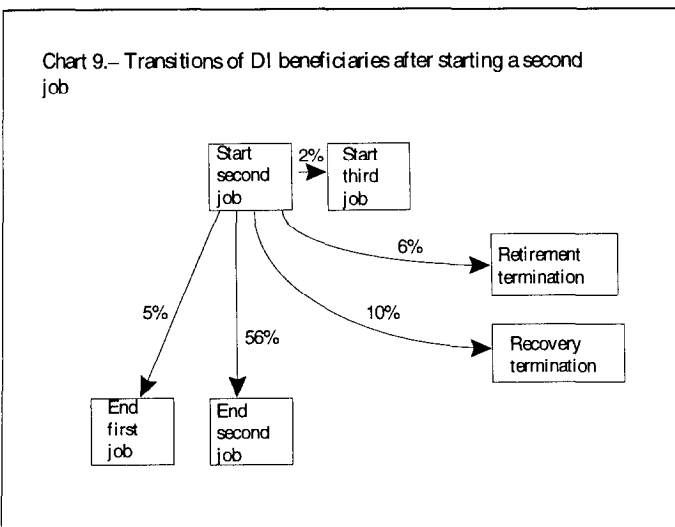 Chart 9.– Transitions of DI beneficiaries after starting a second
job
Start
second
job
2%
Start
third
job
6%
Retirement
termination
10%
Recovery
termination
5%
56%
End
first
job
End
second
job